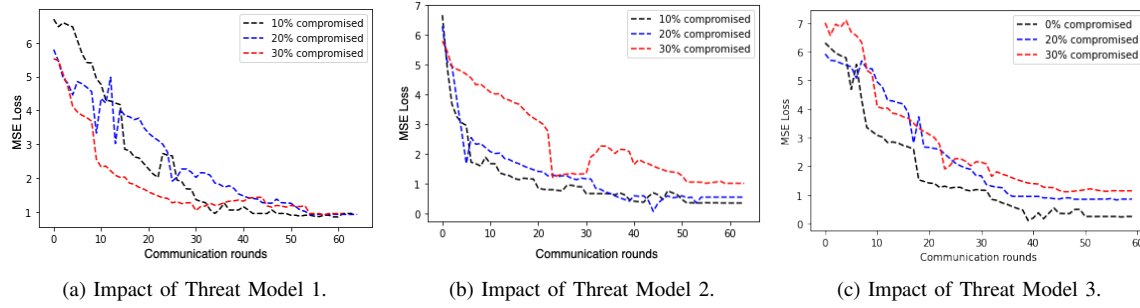 10% compromised
20% compromised
30% compromised
MSE Loss
6
5
4
3
2
1
0 10 20 30 40 50 60
Communication rounds
(a) Impact of Threat Model 1.
10% compromised
20% compromised
30% compromised
MSE Loss
7
6
5
4
3
2
1
0
0 10 20 30 40 50 60
Communication rounds
(b) Impact of Threat Model 2.
0% compromised
20% compromised
30% compromised
MSE Loss
7
6
5
4
3
2
1
0
0 10 20 30 40 50 60
Communication rounds
(c) Impact of Threat Model 3.